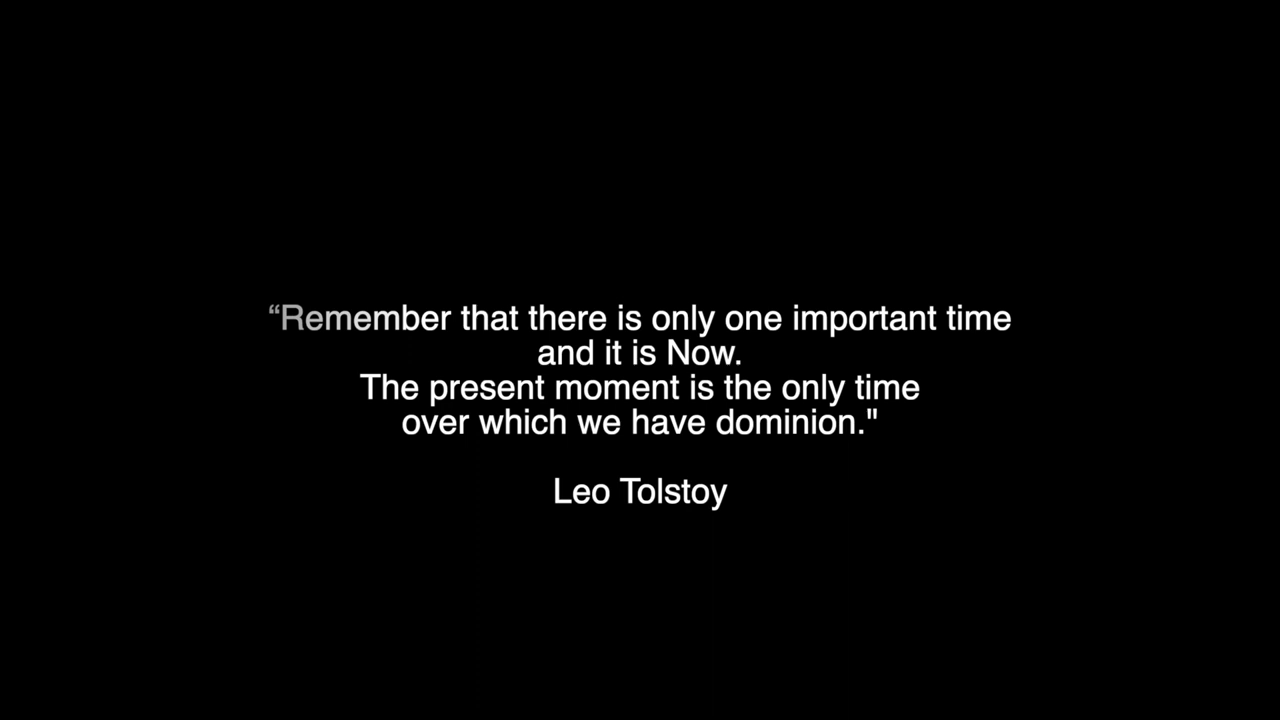 “Remember that there is only one important time
and it is Now.
The present moment is the only time
over which we have dominion."
Leo Tolstoy